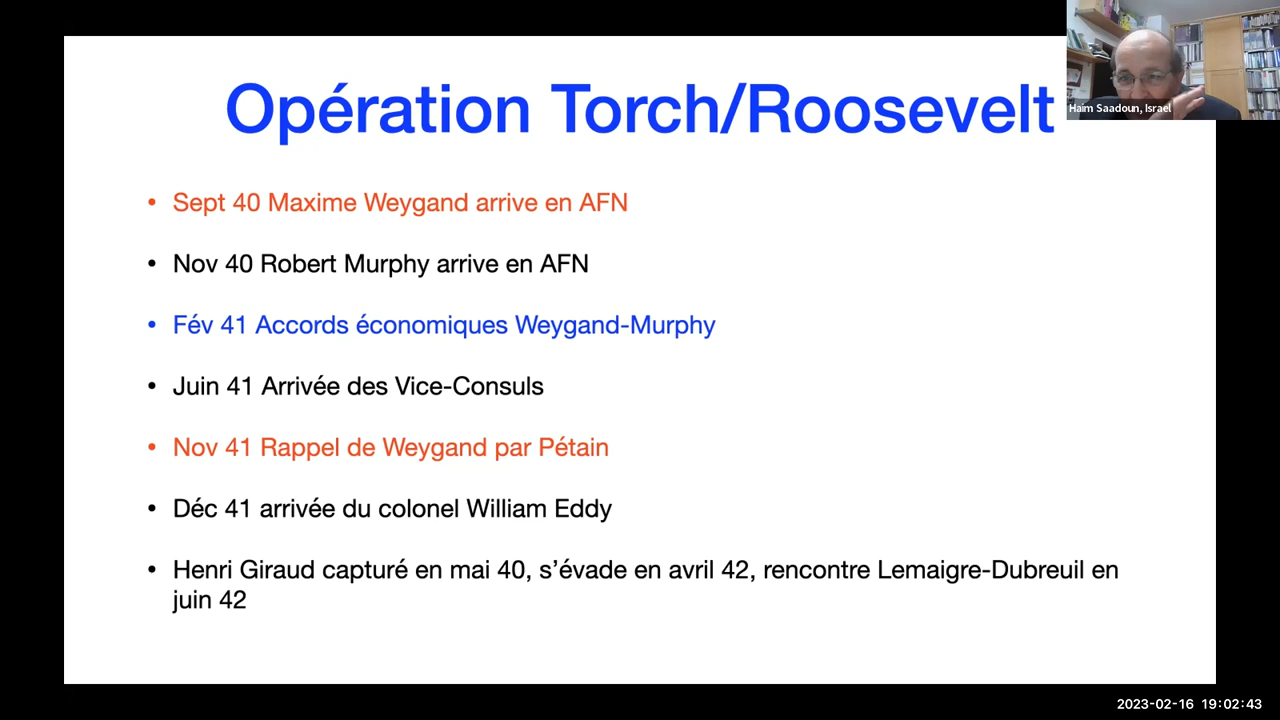 Opération Torch/Roosevelt
Haim Saadoun, Israel
• Sept 40 Maxime Weygand arrive en AFN
• Nov 40 Robert Murphy arrive en AFN
• Fév 41 Accords économiques Weygand-Murphy
• Juin 41 Arrivée des Vice-Consuls
• Nov 41 Rappel de Weygand par Pétain
• Déc 41 arrivée du colonel William Eddy
• Henri Giraud capturé en mai 40, s’évade en avril 42, rencontre Lemaigre-Dubreuil en
juin 42
2023-02-16 19:02:43